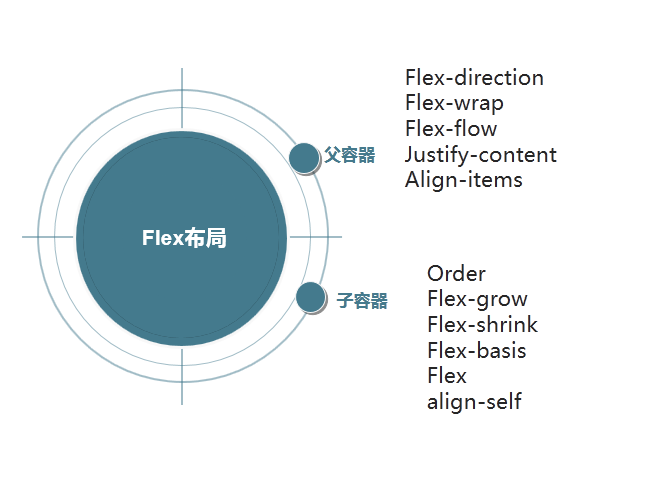 Flex布局
父容器
Flex-direction
Flex-wrap
Flex-flow
Justify-content
Align-items
子容器
Order
Flex-grow
Flex-shrink
Flex-basis
Flex
align-self